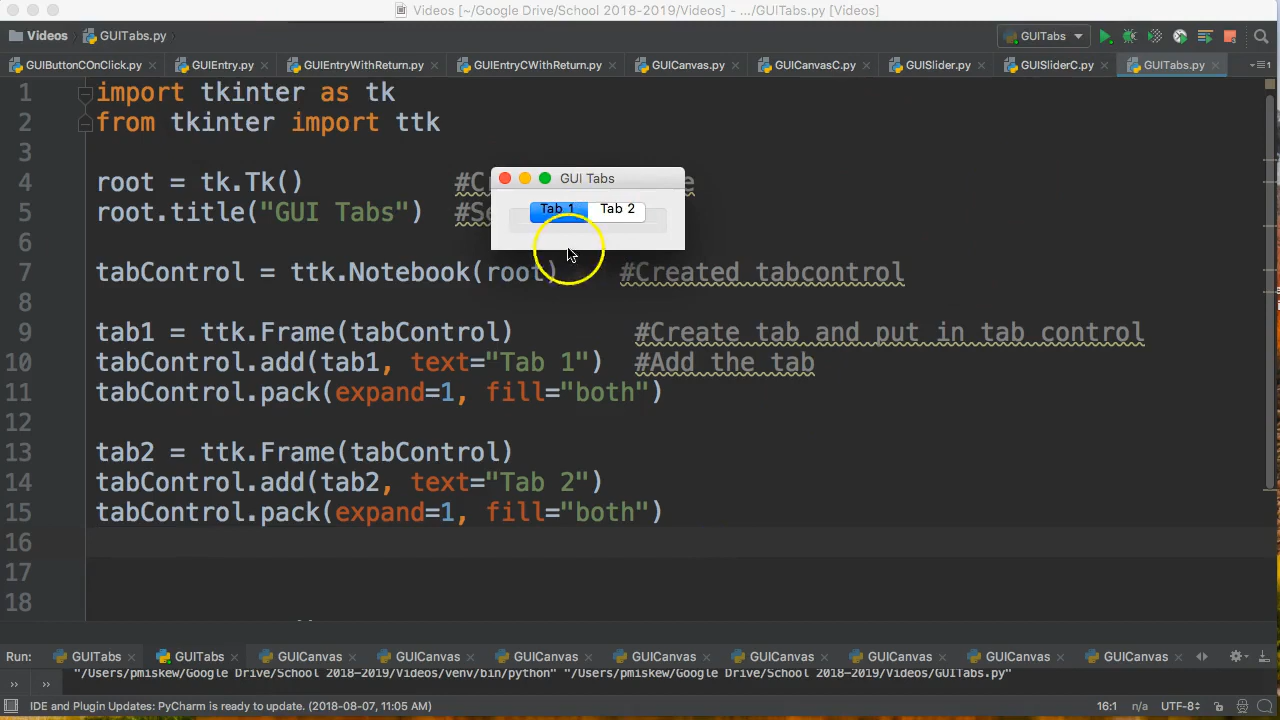 Videos [~/Google Drive/School 2018-2019/Videos] - .../GUITabs.py [Videos]
Videos GUITabs.py GUITabs
GUIButtonCOnClick.py GUIEntry.py GUIEntryWithReturn.py GUIEntryCWithReturn.py GUICanvas.py GUICanvasC.py GUISlider.py GUISliderC.py GUITabs.py
1 import tkinter as tk
2 from tkinter import ttk
3
4 root = tk.Tk()
5 root.title("GUI Tabs")
GUI Tabs
Tab 1 Tab 2
6
7 tabControl = ttk.Notebook(root) #Created tabcontrol
8
9 tab1 = ttk.Frame(tabControl) #Create tab and put in tab control
10 tabControl.add(tab1, text="Tab 1") #Add the tab
11 tabControl.pack(expand=1, fill="both")
12
13 tab2 = ttk.Frame(tabControl)
14 tabControl.add(tab2, text="Tab 2")
15 tabControl.pack(expand=1, fill="both")
16
17
18
Run: GUITabs GUITabs GUICanvas GUICanvas GUICanvas GUICanvas GUICanvas GUICanvas GUICanvas GUICanvas
"/Users/pmiskew/Google Drive/School 2018-2019/Videos/venv/bin/python" "/Users/pmiskew/Google Drive/School 2018-2019/Videos/GUITabs.py"
IDE and Plugin Updates: PyCharm is ready to update. (2018-08-07, 11:05 AM) 16:1 n/a UTF-8